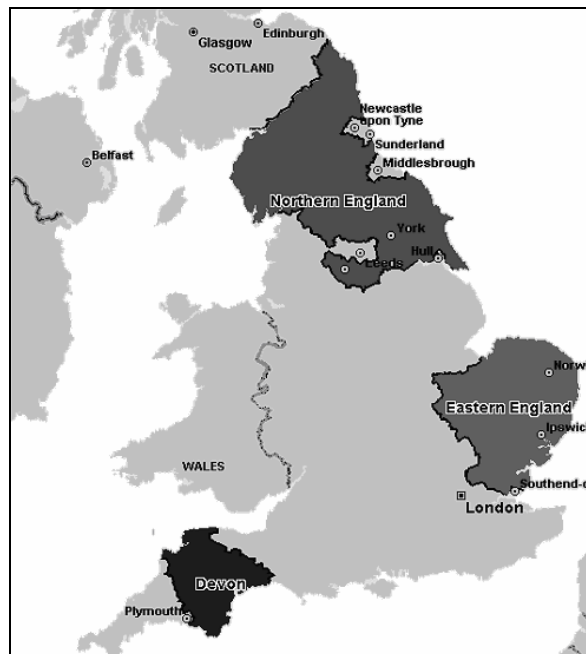 Edinburgh
Glasgow
SCOTLAND
Newcastle
upon Tyne
Sunderland
Belfast
Middlesbrough
Northern England
York
Hull
Leeds
Norw
Eastern England
Ipswich
WALES
Southend-o
London
Devon
Plymouth